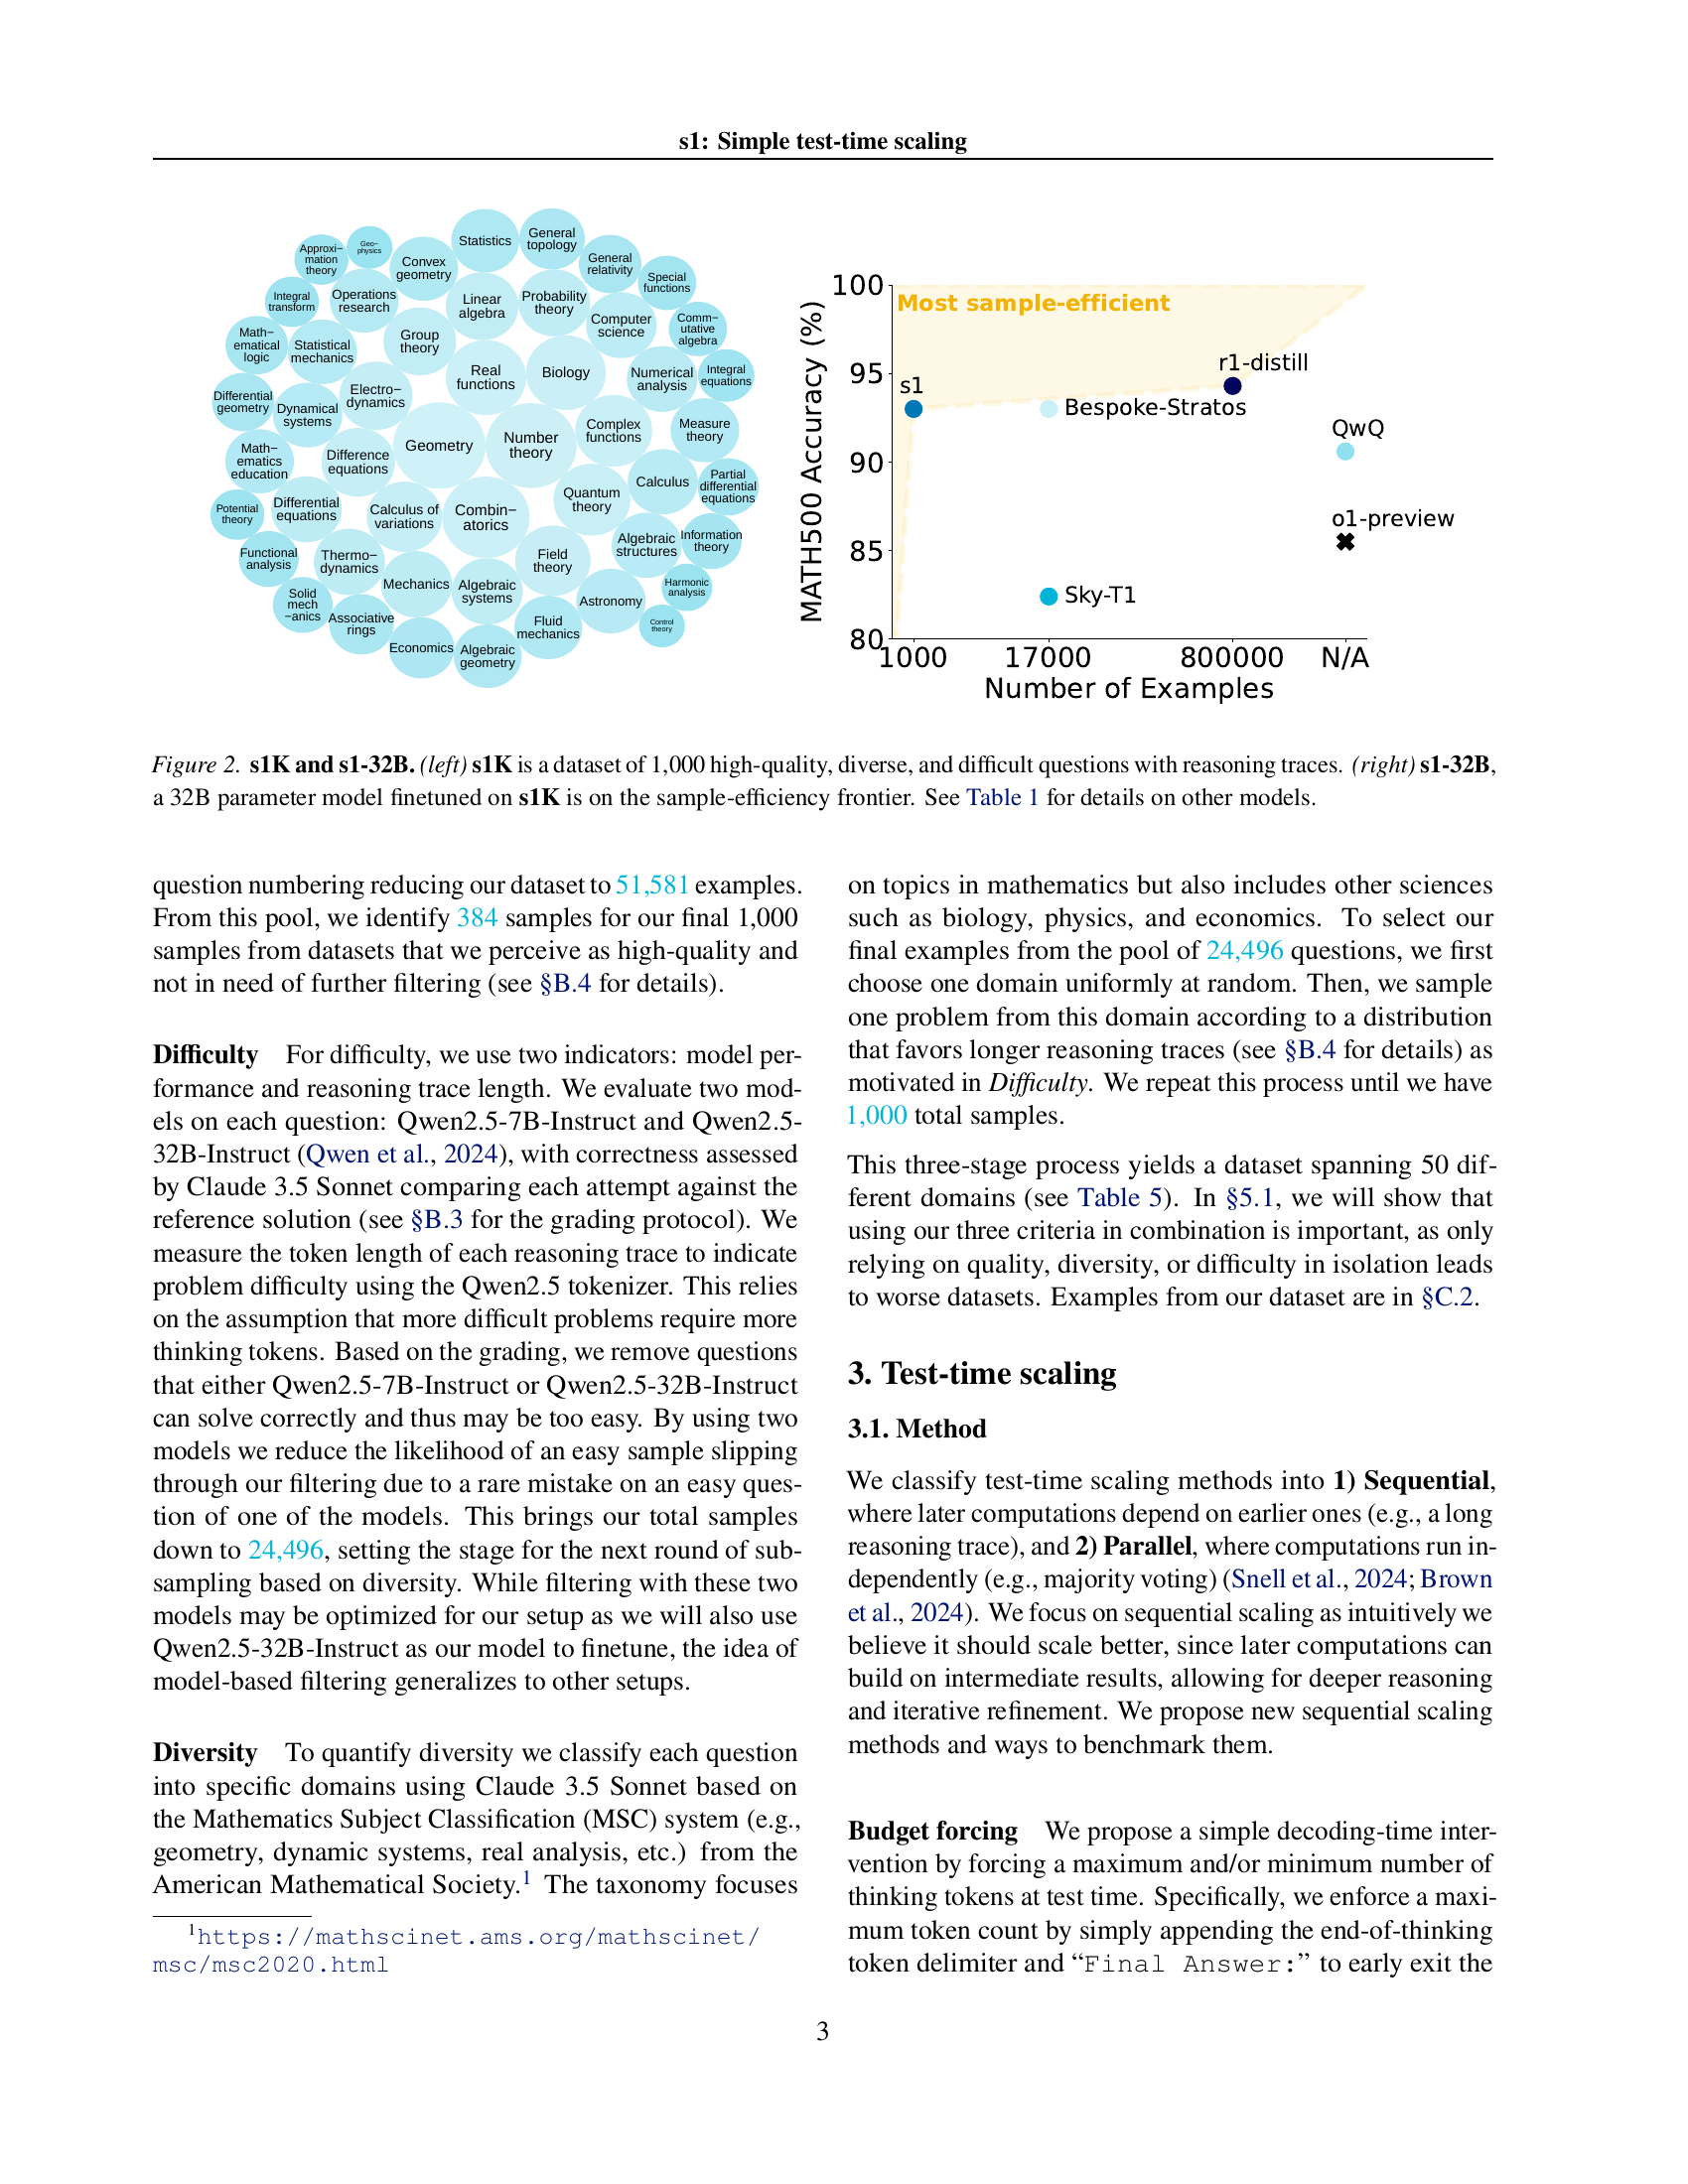 s1: Simple test-time scaling
Approxi−
mation
theory
Geo−
physics
Convex
geometry
Statistics
General
topology
General
relativity
Special
functions
Integral
transform
Operations
research
Linear
algebra
Probability
theory
Computer
science
Comm−
utative
algebra
Math−
ematical
logic
Statistical
mechanics
Group
theory
Real
functions
Biology
Numerical
analysis
Integral
equations
Differential
geometry
Dynamical
systems
Electro−
dynamics
Geometry
Number
theory
Complex
functions
Measure
theory
Math−
ematics
education
Difference
equations
Calculus
Partial
differential
equations
Potential
theory
Differential
equations
Calculus of
variations
Combin−
atorics
Quantum
theory
Algebraic
structures
Information
theory
Functional
analysis
Thermo−
dynamics
Mechanics
Algebraic
systems
Field
theory
Astronomy
Harmonic
analysis
Solid
mech
−anics
Associative
rings
Economics
Algebraic
geometry
Fluid
mechanics
Control
theory
MATH500 Accuracy (%)
100
95
90
85
80
Most sample-efficient
s1
r1-distill
Bespoke-Stratos
QwQ
o1-preview
Sky-T1
1000 17000 800000 N/A
Number of Examples
Figure 2. s1K and s1-32B. (left) s1K is a dataset of 1,000 high-quality, diverse, and difficult questions with reasoning traces. (right) s1-32B,
a 32B parameter model finetuned on s1K is on the sample-efficiency frontier. See Table 1 for details on other models.
question numbering reducing our dataset to 51,581 examples.
From this pool, we identify 384 samples for our final 1,000
samples from datasets that we perceive as high-quality and
not in need of further filtering (see §B.4 for details).
Difficulty For difficulty, we use two indicators: model per-
formance and reasoning trace length. We evaluate two mod-
els on each question: Qwen2.5-7B-Instruct and Qwen2.5-
32B-Instruct (Qwen et al., 2024), with correctness assessed
by Claude 3.5 Sonnet comparing each attempt against the
reference solution (see §B.3 for the grading protocol). We
measure the token length of each reasoning trace to indicate
problem difficulty using the Qwen2.5 tokenizer. This relies
on the assumption that more difficult problems require more
thinking tokens. Based on the grading, we remove questions
that either Qwen2.5-7B-Instruct or Qwen2.5-32B-Instruct
can solve correctly and thus may be too easy. By using two
models we reduce the likelihood of an easy sample slipping
through our filtering due to a rare mistake on an easy ques-
tion of one of the models. This brings our total samples
down to 24,496, setting the stage for the next round of sub-
sampling based on diversity. While filtering with these two
models may be optimized for our setup as we will also use
Qwen2.5-32B-Instruct as our model to finetune, the idea of
model-based filtering generalizes to other setups.
Diversity To quantify diversity we classify each question
into specific domains using Claude 3.5 Sonnet based on
the Mathematics Subject Classification (MSC) system (e.g.,
geometry, dynamic systems, real analysis, etc.) from the
American Mathematical Society.1 The taxonomy focuses
1https://mathscinet.ams.org/mathscinet/
msc/msc2020.html
on topics in mathematics but also includes other sciences
such as biology, physics, and economics. To select our
final examples from the pool of 24,496 questions, we first
choose one domain uniformly at random. Then, we sample
one problem from this domain according to a distribution
that favors longer reasoning traces (see §B.4 for details) as
motivated in Difficulty. We repeat this process until we have
1,000 total samples.
This three-stage process yields a dataset spanning 50 dif-
ferent domains (see Table 5). In §5.1, we will show that
using our three criteria in combination is important, as only
relying on quality, diversity, or difficulty in isolation leads
to worse datasets. Examples from our dataset are in §C.2.
3. Test-time scaling
3.1. Method
We classify test-time scaling methods into 1) Sequential,
where later computations depend on earlier ones (e.g., a long
reasoning trace), and 2) Parallel, where computations run in-
dependently (e.g., majority voting) (Snell et al., 2024; Brown
et al., 2024). We focus on sequential scaling as intuitively we
believe it should scale better, since later computations can
build on intermediate results, allowing for deeper reasoning
and iterative refinement. We propose new sequential scaling
methods and ways to benchmark them.
Budget forcing We propose a simple decoding-time inter-
vention by forcing a maximum and/or minimum number of
thinking tokens at test time. Specifically, we enforce a maxi-
mum token count by simply appending the end-of-thinking
token delimiter and “Final Answer:” to early exit the
3